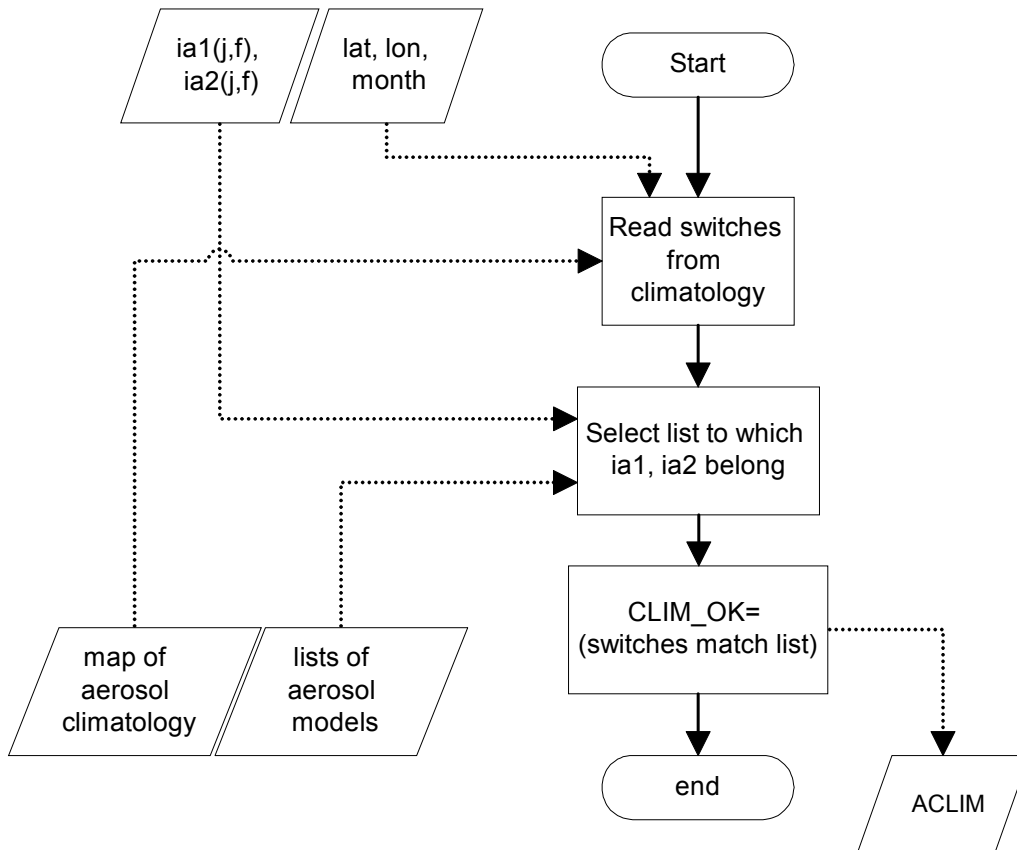 ia1(j,f),
ia2(j,f)
lat, lon,
month
Start
Read switches
from
climatology
Select list to which
ia1, ia2 belong
CLIM_OK=
(switches match list)
map of
aerosol
climatology
lists of
aerosol
models
end
ACLIM